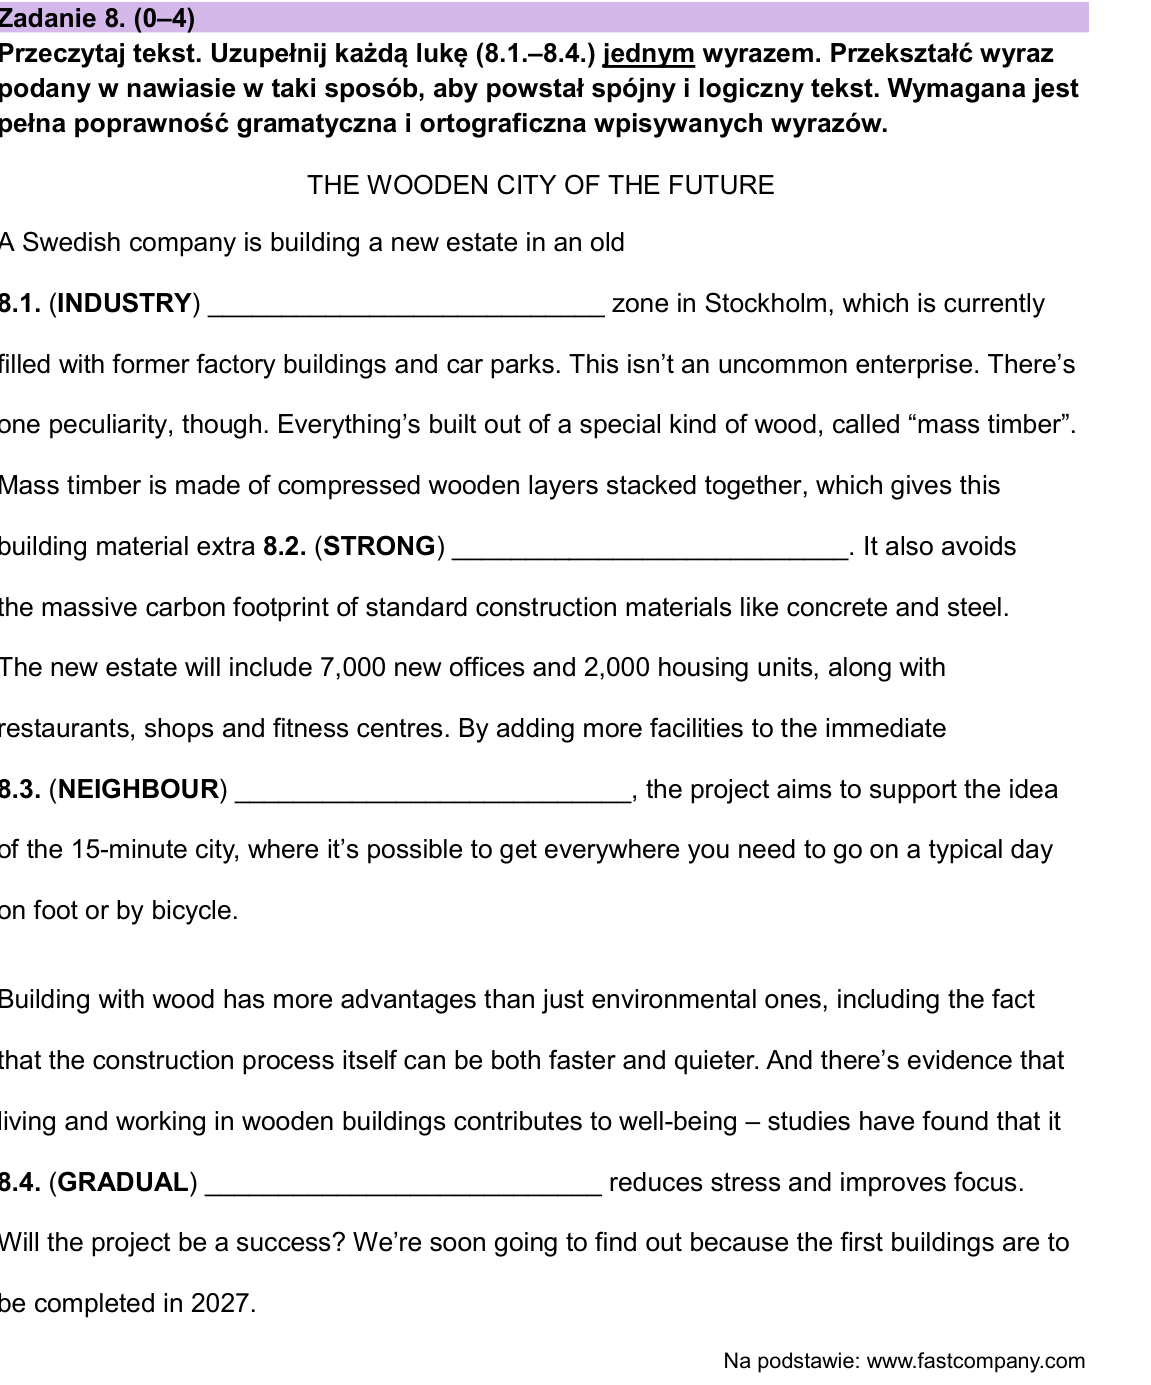 Zadanie 8. (0–4)
Przeczytaj tekst. Uzupełnij każdą lukę (8.1.–8.4.) jednym wyrazem. Przekształć wyraz
podany w nawiasie w taki sposób, aby powstał spójny i logiczny tekst. Wymagana jest
pełna poprawność gramatyczna i ortograficzna wpisywanych wyrazów.
THE WOODEN CITY OF THE FUTURE
A Swedish company is building a new estate in an old
8.1. (INDUSTRY) ___________________________ zone in Stockholm, which is currently
filled with former factory buildings and car parks. This isn’t an uncommon enterprise. There’s
one peculiarity, though. Everything’s built out of a special kind of wood, called “mass timber”.
Mass timber is made of compressed wooden layers stacked together, which gives this
building material extra 8.2. (STRONG) ___________________________. It also avoids
the massive carbon footprint of standard construction materials like concrete and steel.
The new estate will include 7,000 new offices and 2,000 housing units, along with
restaurants, shops and fitness centres. By adding more facilities to the immediate
8.3. (NEIGHBOUR) ___________________________, the project aims to support the idea
of the 15-minute city, where it’s possible to get everywhere you need to go on a typical day
on foot or by bicycle.
Building with wood has more advantages than just environmental ones, including the fact
that the construction process itself can be both faster and quieter. And there’s evidence that
living and working in wooden buildings contributes to well-being – studies have found that it
8.4. (GRADUAL) ___________________________ reduces stress and improves focus.
Will the project be a success? We’re soon going to find out because the first buildings are to
be completed in 2027.
Na podstawie: www.fastcompany.com